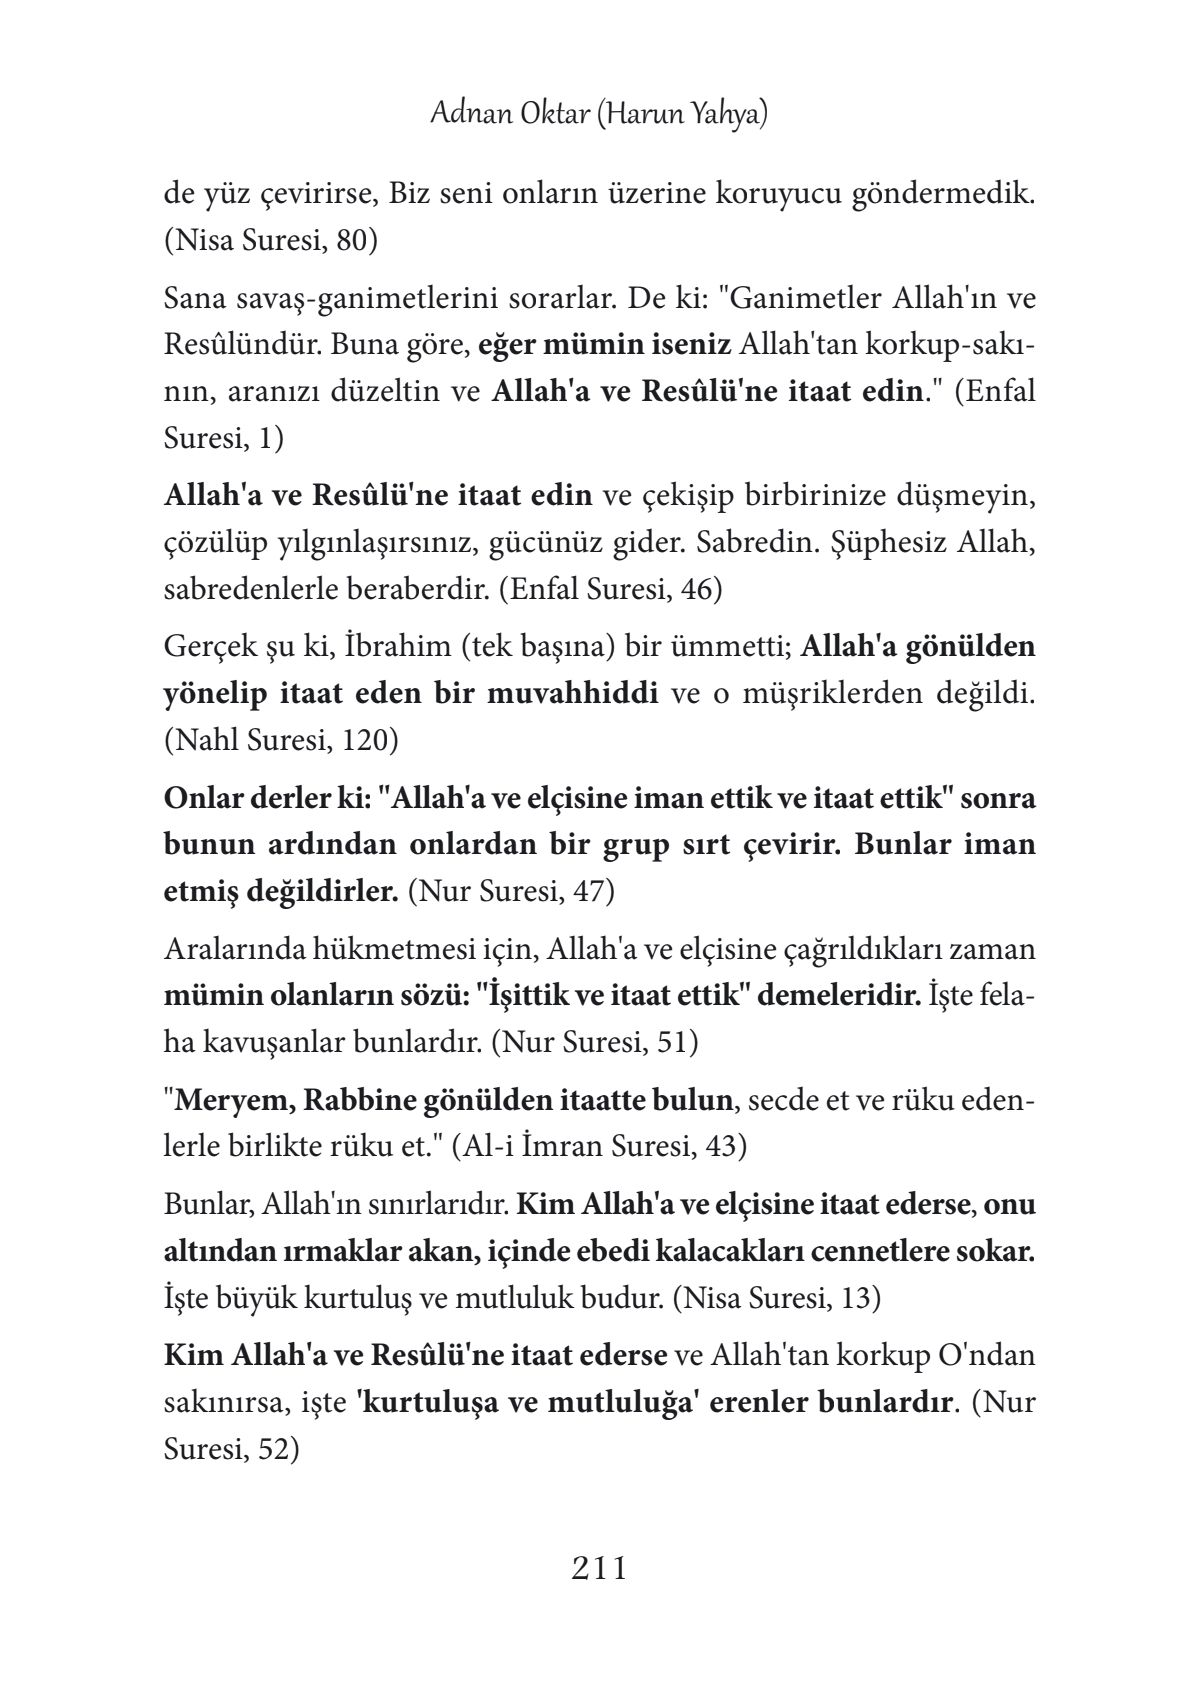 Adnan Oktar (Harun Yahya)
de yüz çevirirse, Biz seni onların üzerine koruyucu göndermedik.
(Nisa Suresi, 80)
Sana savaş-ganimetlerini sorarlar. De ki: "Ganimetler Allah'ın ve
Resûlündür. Buna göre, eğer mümin iseniz Allah'tan korkup-sakı-
nın, aranızı düzeltin ve Allah'a ve Resûlü'ne itaat edin." (Enfal
Suresi, 1)
Allah'a ve Resûlü'ne itaat edin ve çekişip birbirinize düşmeyin,
çözülüp yılgınlaşırsınız, gücünüz gider. Sabredin. Şüphesiz Allah,
sabredenlerle beraberdir. (Enfal Suresi, 46)
Gerçek şu ki, İbrahim (tek başına) bir ümmetti; Allah'a gönülden
yönelip itaat eden bir muvahhiddi ve o müşriklerden değildi.
(Nahl Suresi, 120)
Onlar derler ki: "Allah'a ve elçisine iman ettik ve itaat ettik" sonra
bunun ardından onlardan bir grup sırt çevirir. Bunlar iman
etmiş değildirler. (Nur Suresi, 47)
Aralarında hükmetmesi için, Allah'a ve elçisine çağrıldıkları zaman
mümin olanların sözü: "İşittik ve itaat ettik" demeleridir. İşte fela-
ha kavuşanlar bunlardır. (Nur Suresi, 51)
"Meryem, Rabbine gönülden itaatte bulun, secde et ve rüku eden-
lerle birlikte rüku et." (Al-i İmran Suresi, 43)
Bunlar, Allah'ın sınırlarıdır. Kim Allah'a ve elçisine itaat ederse, onu
altından ırmaklar akan, içinde ebedi kalacakları cennetlere sokar.
İşte büyük kurtuluş ve mutluluk budur. (Nisa Suresi, 13)
Kim Allah'a ve Resûlü'ne itaat ederse ve Allah'tan korkup O'ndan
sakınırsa, işte 'kurtuluşa ve mutluluğa' erenler bunlardır. (Nur
Suresi, 52)
211